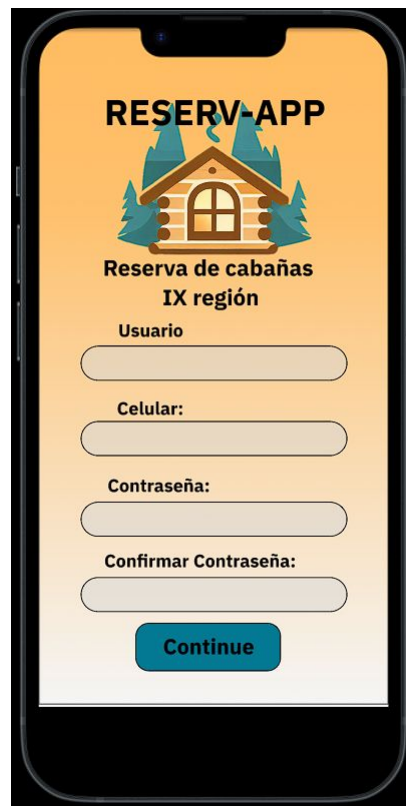 RESERV-APP
Reserva de cabañas
IX región
Usuario
Celular:
Contraseña:
Confirmar Contraseña:
Continue